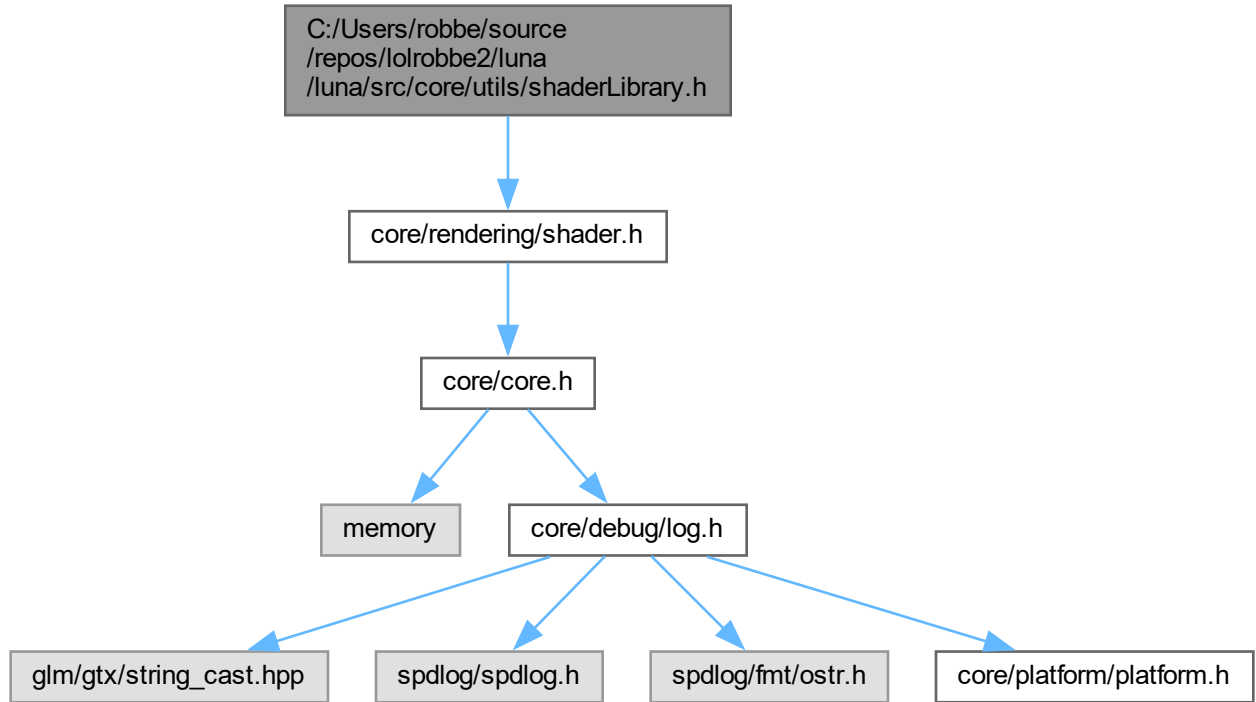 C:/Users/robbe/source
/repos/lolrobbe2/luna
/luna/src/core/utils/shaderLibrary.h
core/rendering/shader.h
core/core.h
memory
core/debug/log.h
glm/gtx/string_cast.hpp
spdlog/spdlog.h
spdlog/fmt/ostr.h
core/platform/platform.h